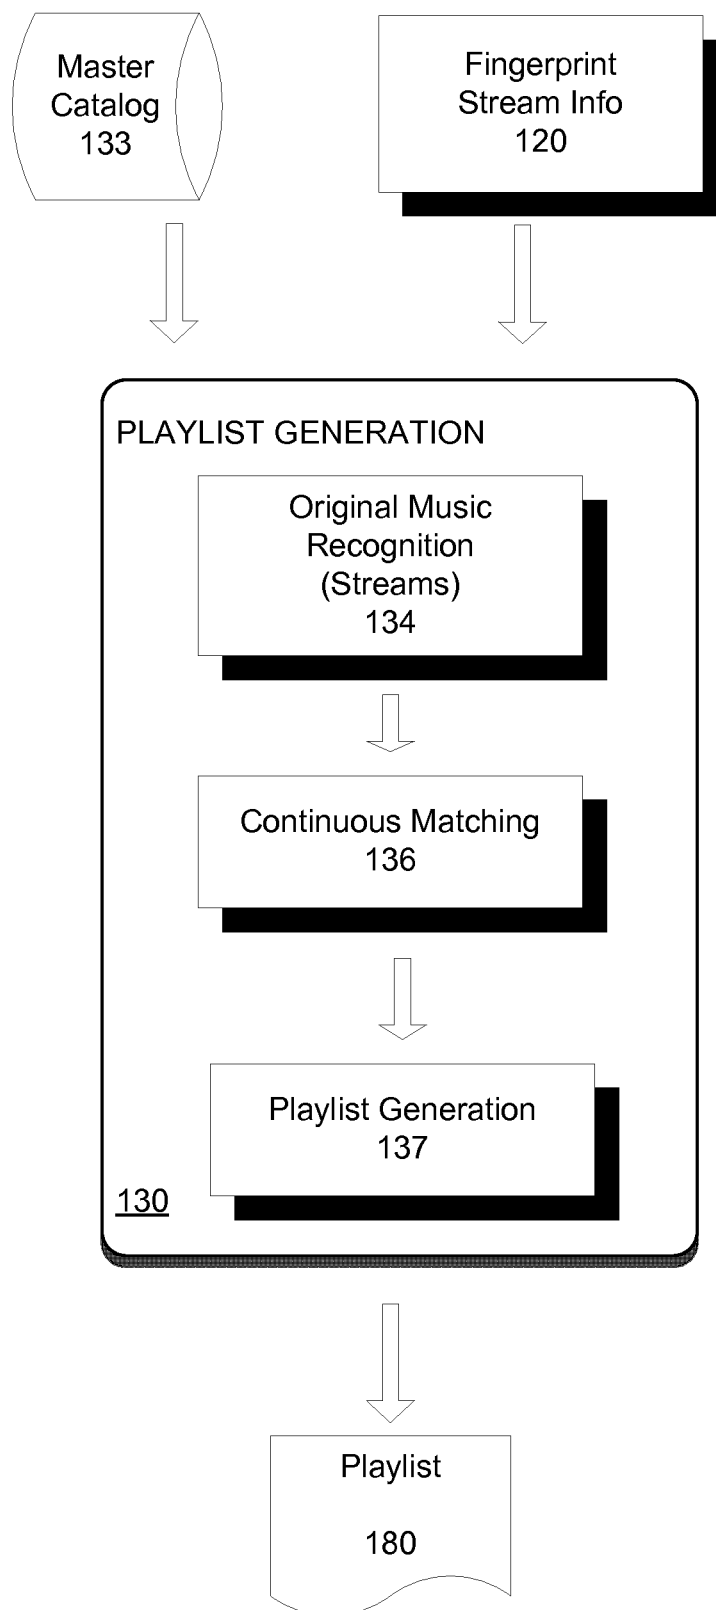 Master
Catalog
133
Fingerprint
Stream Info
120
PLAYLIST GENERATION
Original Music
Recognition
(Streams)
134
Continuous Matching
136
Playlist Generation
137
130
Playlist
180